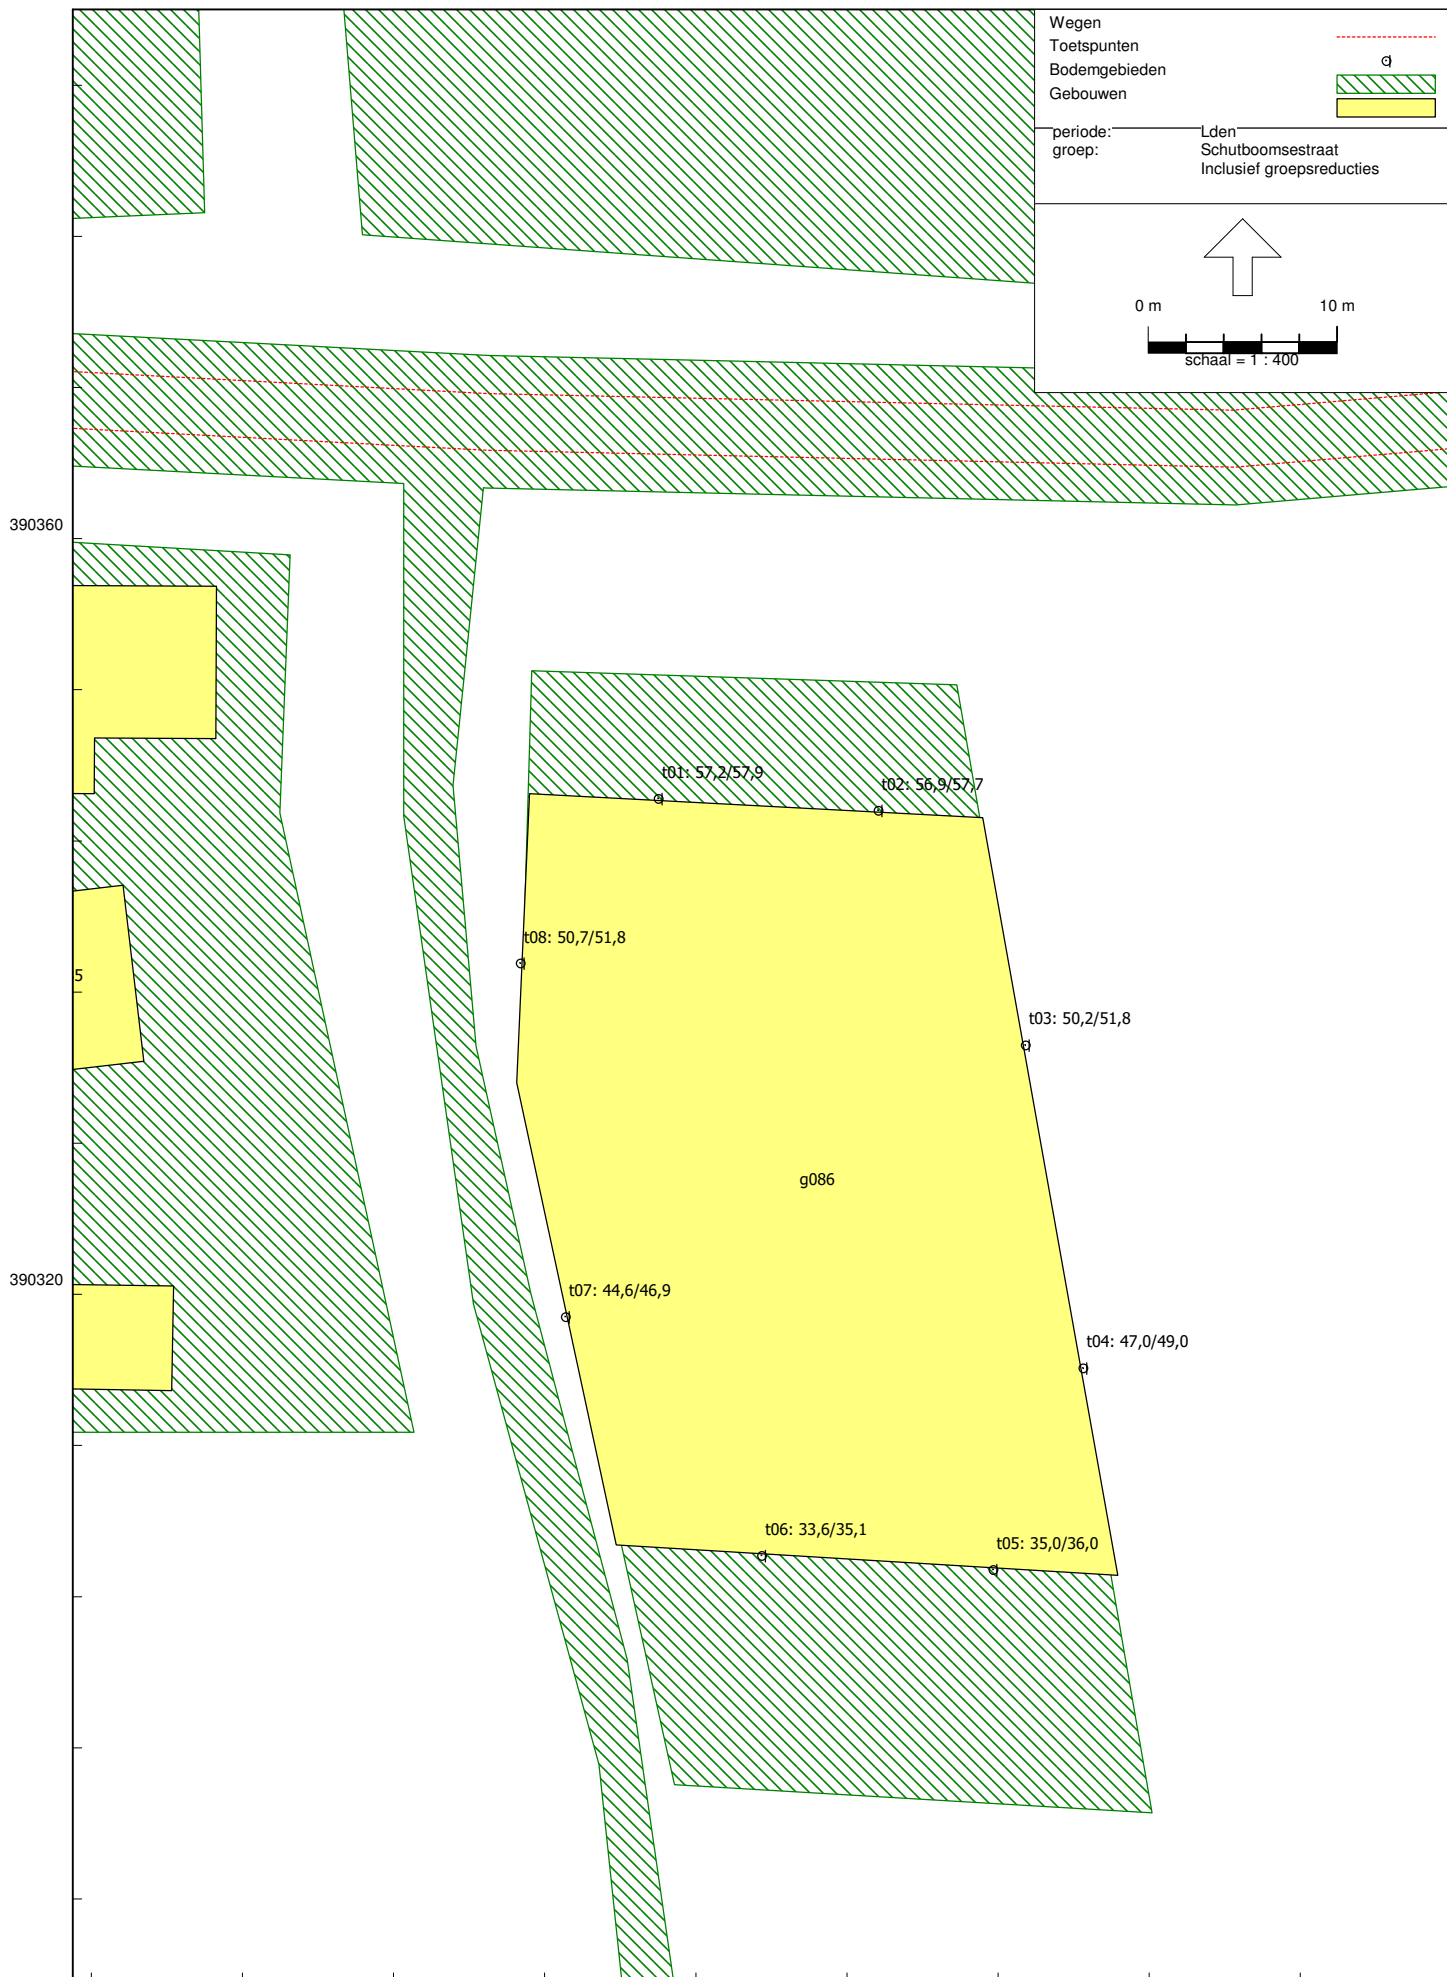 Wegen
Toetspunten
Bodemgebieden
Gebouwen
periode: Lden
groep: Schutboomsestraat
Inclusief groepsreducties
0 m 10 m
schaal = 1 : 400
390360
t01: 57,2/57,9
t02: 56,9/57,7
t08: 50,7/51,8
5
t03: 50,2/51,8
g086
390320
t07: 44,6/46,9
t04: 47,0/49,0
t06: 33,6/35,1
t05: 35,0/36,0